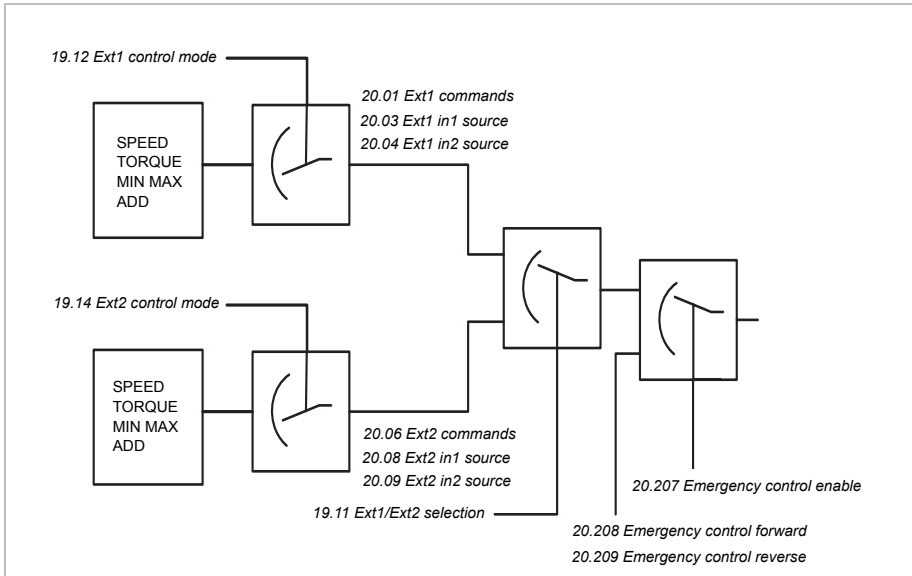 19.12 Ext1 control mode
20.01 Ext1 commands
20.03 Ext1 in1 source
20.04 Ext1 in2 source
SPEED
TORQUE
MIN MAX
ADD
19.14 Ext2 control mode
SPEED
TORQUE
MIN MAX
ADD
20.06 Ext2 commands
20.08 Ext2 in1 source
20.09 Ext2 in2 source
19.11 Ext1/Ext2 selection
20.207 Emergency control enable
20.208 Emergency control forward
20.209 Emergency control reverse